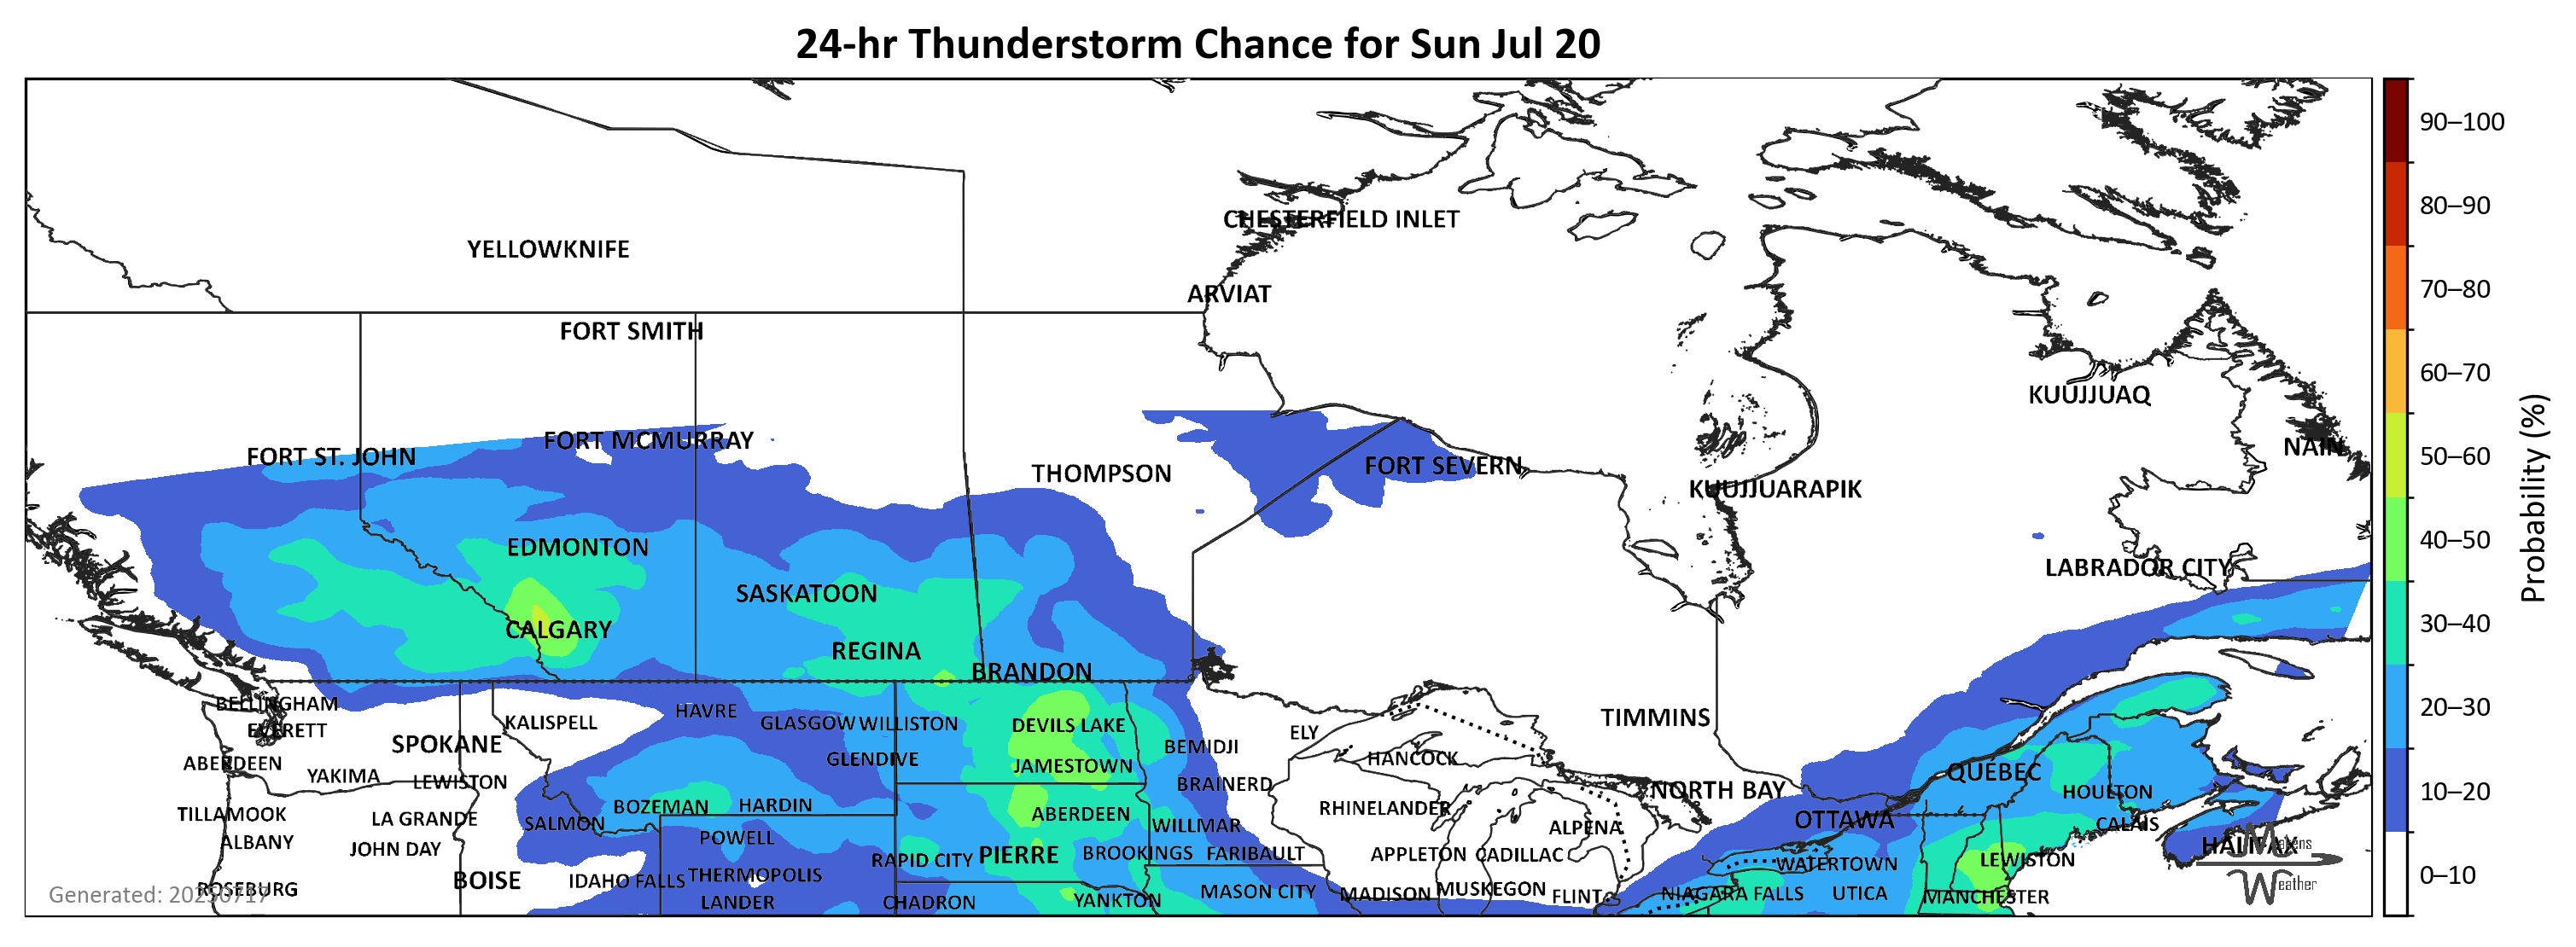 24-hr Thunderstorm Chance for Sun Jul 20
CHESTERFIELD INLET
YELLOWKNIFE
ARVIAT
FORT SMITH
KUUJJUAQ
FORT MCMURRAY
NAIN
FORT ST. JOHN
FORT SEVERN
THOMPSON
KUUJJUARAPIK
EDMONTON
LABRADOR CITY
SASKATOON
CALGARY
REGINA
BRANDON
BELLINGHAM
HAVRE
TIMMINS
KALISPELL
GLASGOW
WILLISTON
DEVILS LAKE
EVERETT
ELY
SPOKANE
BEMIDJI
GLENDIVE
HANCOCK
ABERDEEN
JAMESTOWN
QUÉBEC
YAKIMA
LEWISTON
BRAINERD
NORTH BAY
HOULTON
BOZEMAN
HARDIN
RHINELANDER
TILLAMOOK
ABERDEEN
LA GRANDE
SALMON
WILLMAR
ALPENA
OTTAWA
CALAIS
POWELL
ALBANY
JOHN DAY
PIERRE
BROOKINGS
FARIBAULT
APPLETON
CADILLAC
HALIFAX
RAPID CITY
WATERTOWN
LEWISTON
BOISE
IDAHO FALLS
THERMOPOLIS
ROSEBURG
MASON CITY
MADISON
MUSKEGON
FLINT
NIAGARA FALLS
UTICA
MANCHESTER
LANDER
CHADRON
YANKTON
Generated: 20250717
Weather
90–100
80–90
70–80
60–70
50–60
40–50
30–40
20–30
10–20
0–10
Probability (%)